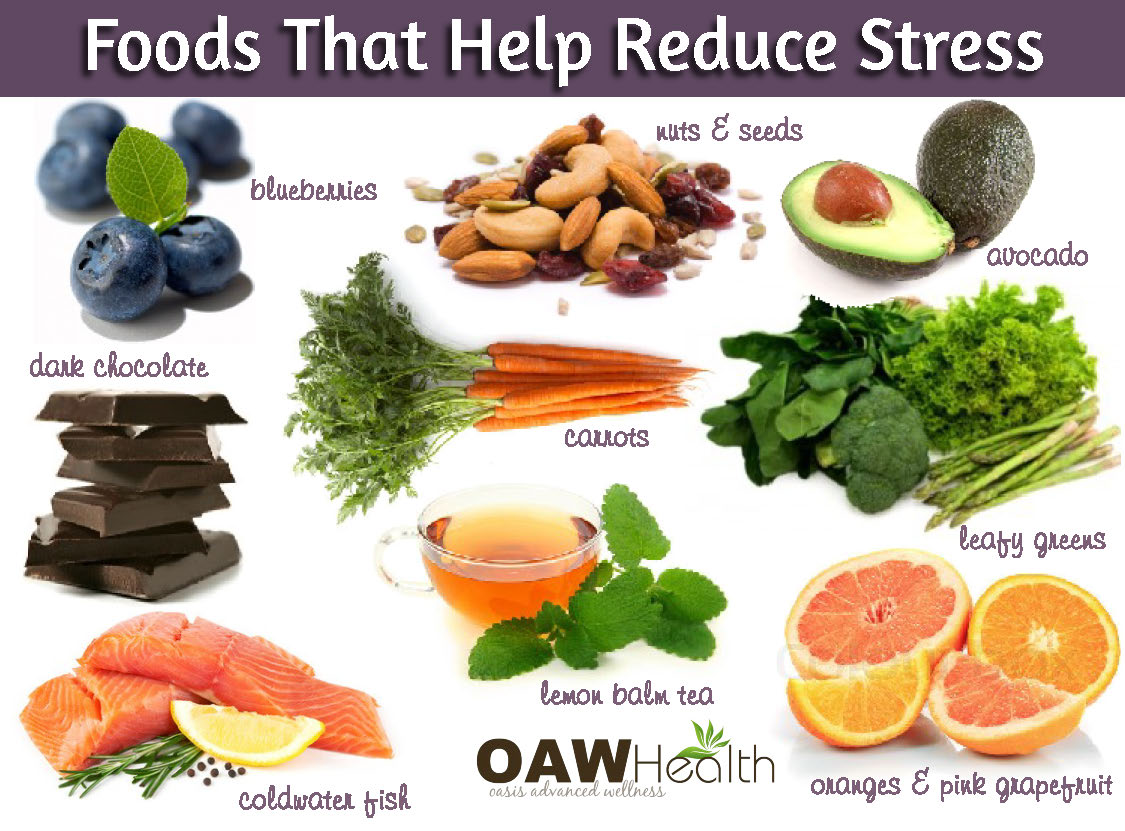 Foods That Help Reduce Stress
nuts & seeds
blueberries
avocado
dark chocolate
carrots
leafy greens
lemon balm tea
OAWHealth
oasis advanced wellness
oranges & pink grapefruit
coldwater fish